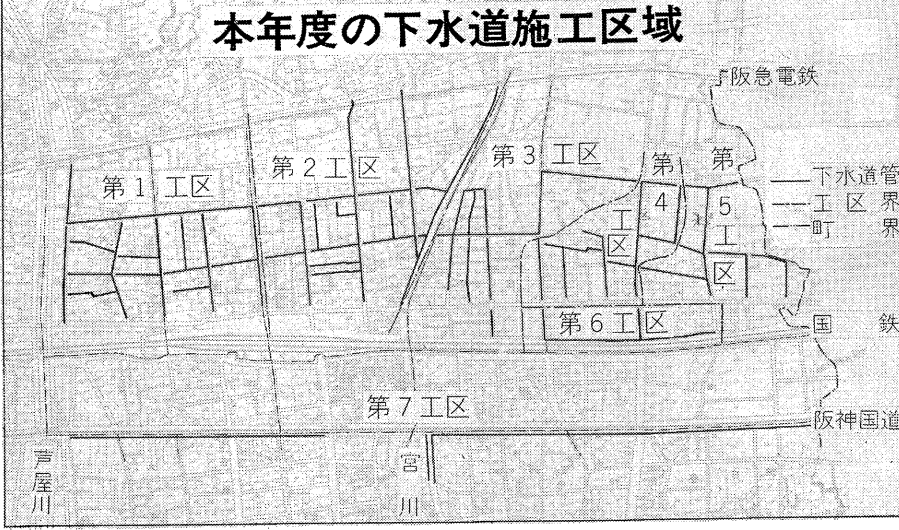 本年度の下水道施工区域
阪急電鉄
第1工区
第2工区
第3工区
第4工区
第5工区
下水道管
工区界
町界
第6工区
国鉄
第7工区
阪神国道
芦屋川
宮川